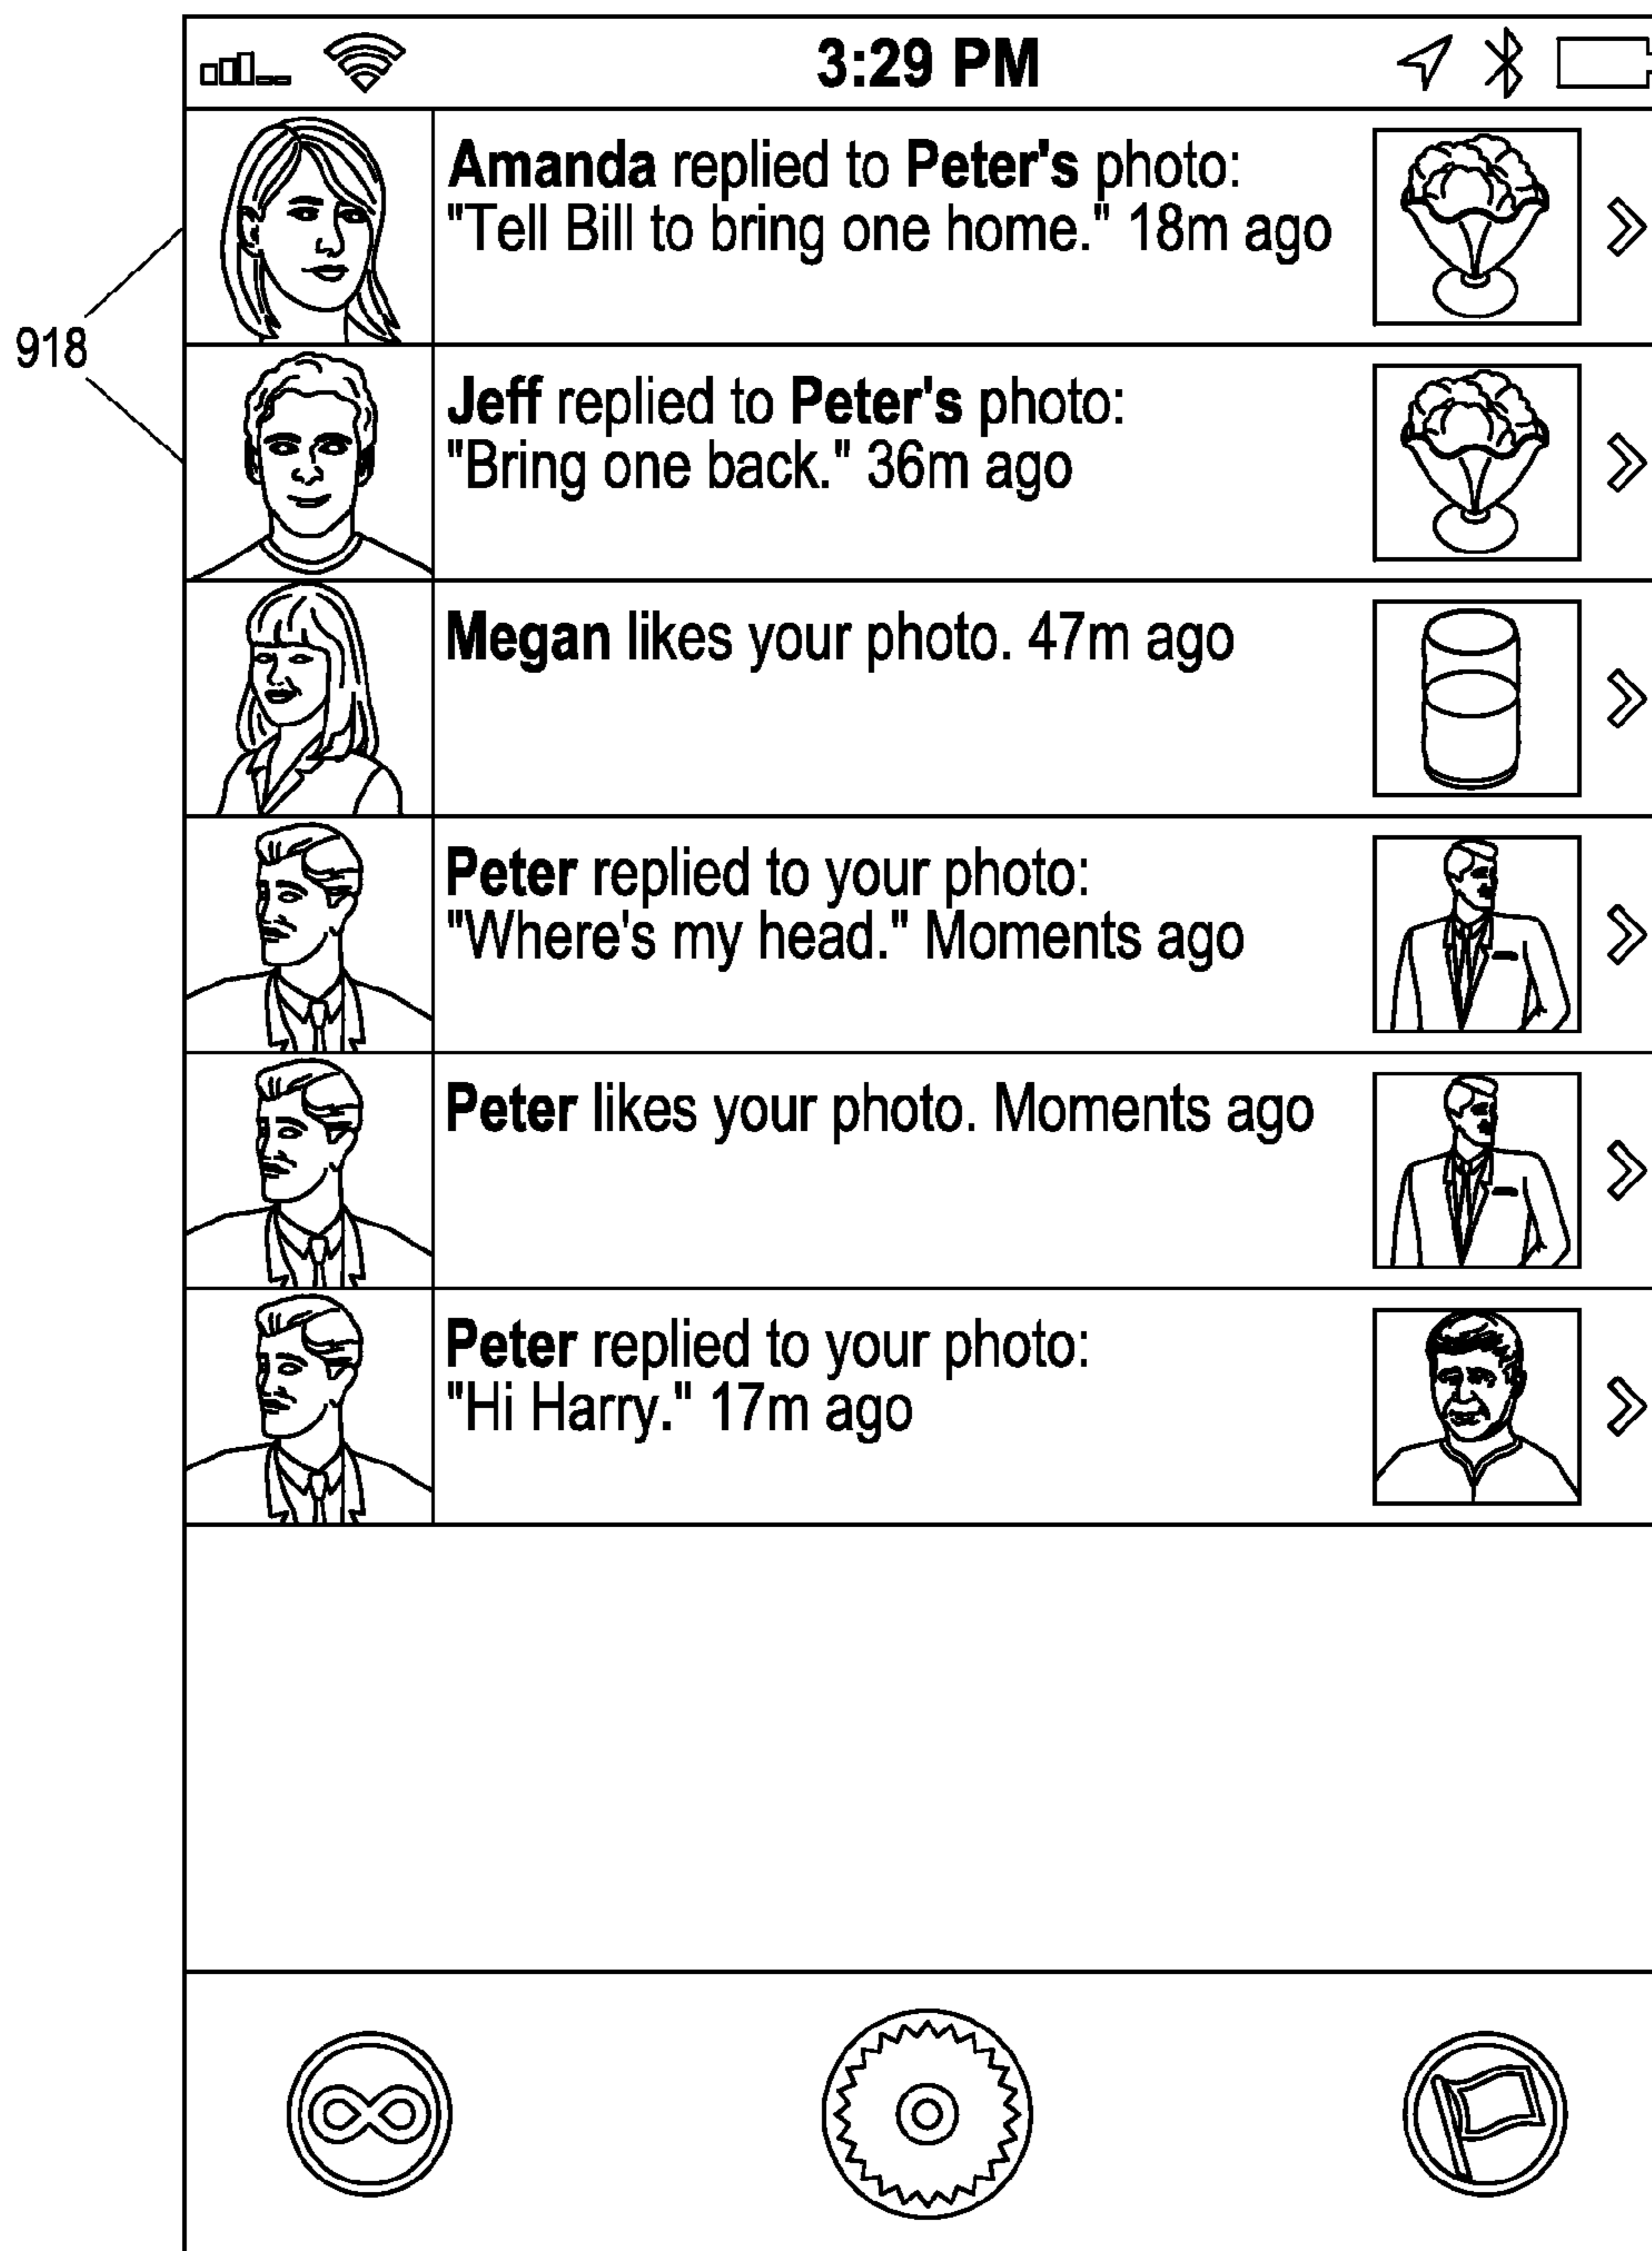 3:29 PM
Amanda replied to Peter's photo:
"Tell Bill to bring one home." 18m ago
918
Jeff replied to Peter's photo:
"Bring one back." 36m ago
Megan likes your photo. 47m ago
Peter replied to your photo:
"Where's my head." Moments ago
Peter likes your photo. Moments ago
Peter replied to your photo:
"Hi Harry." 17m ago